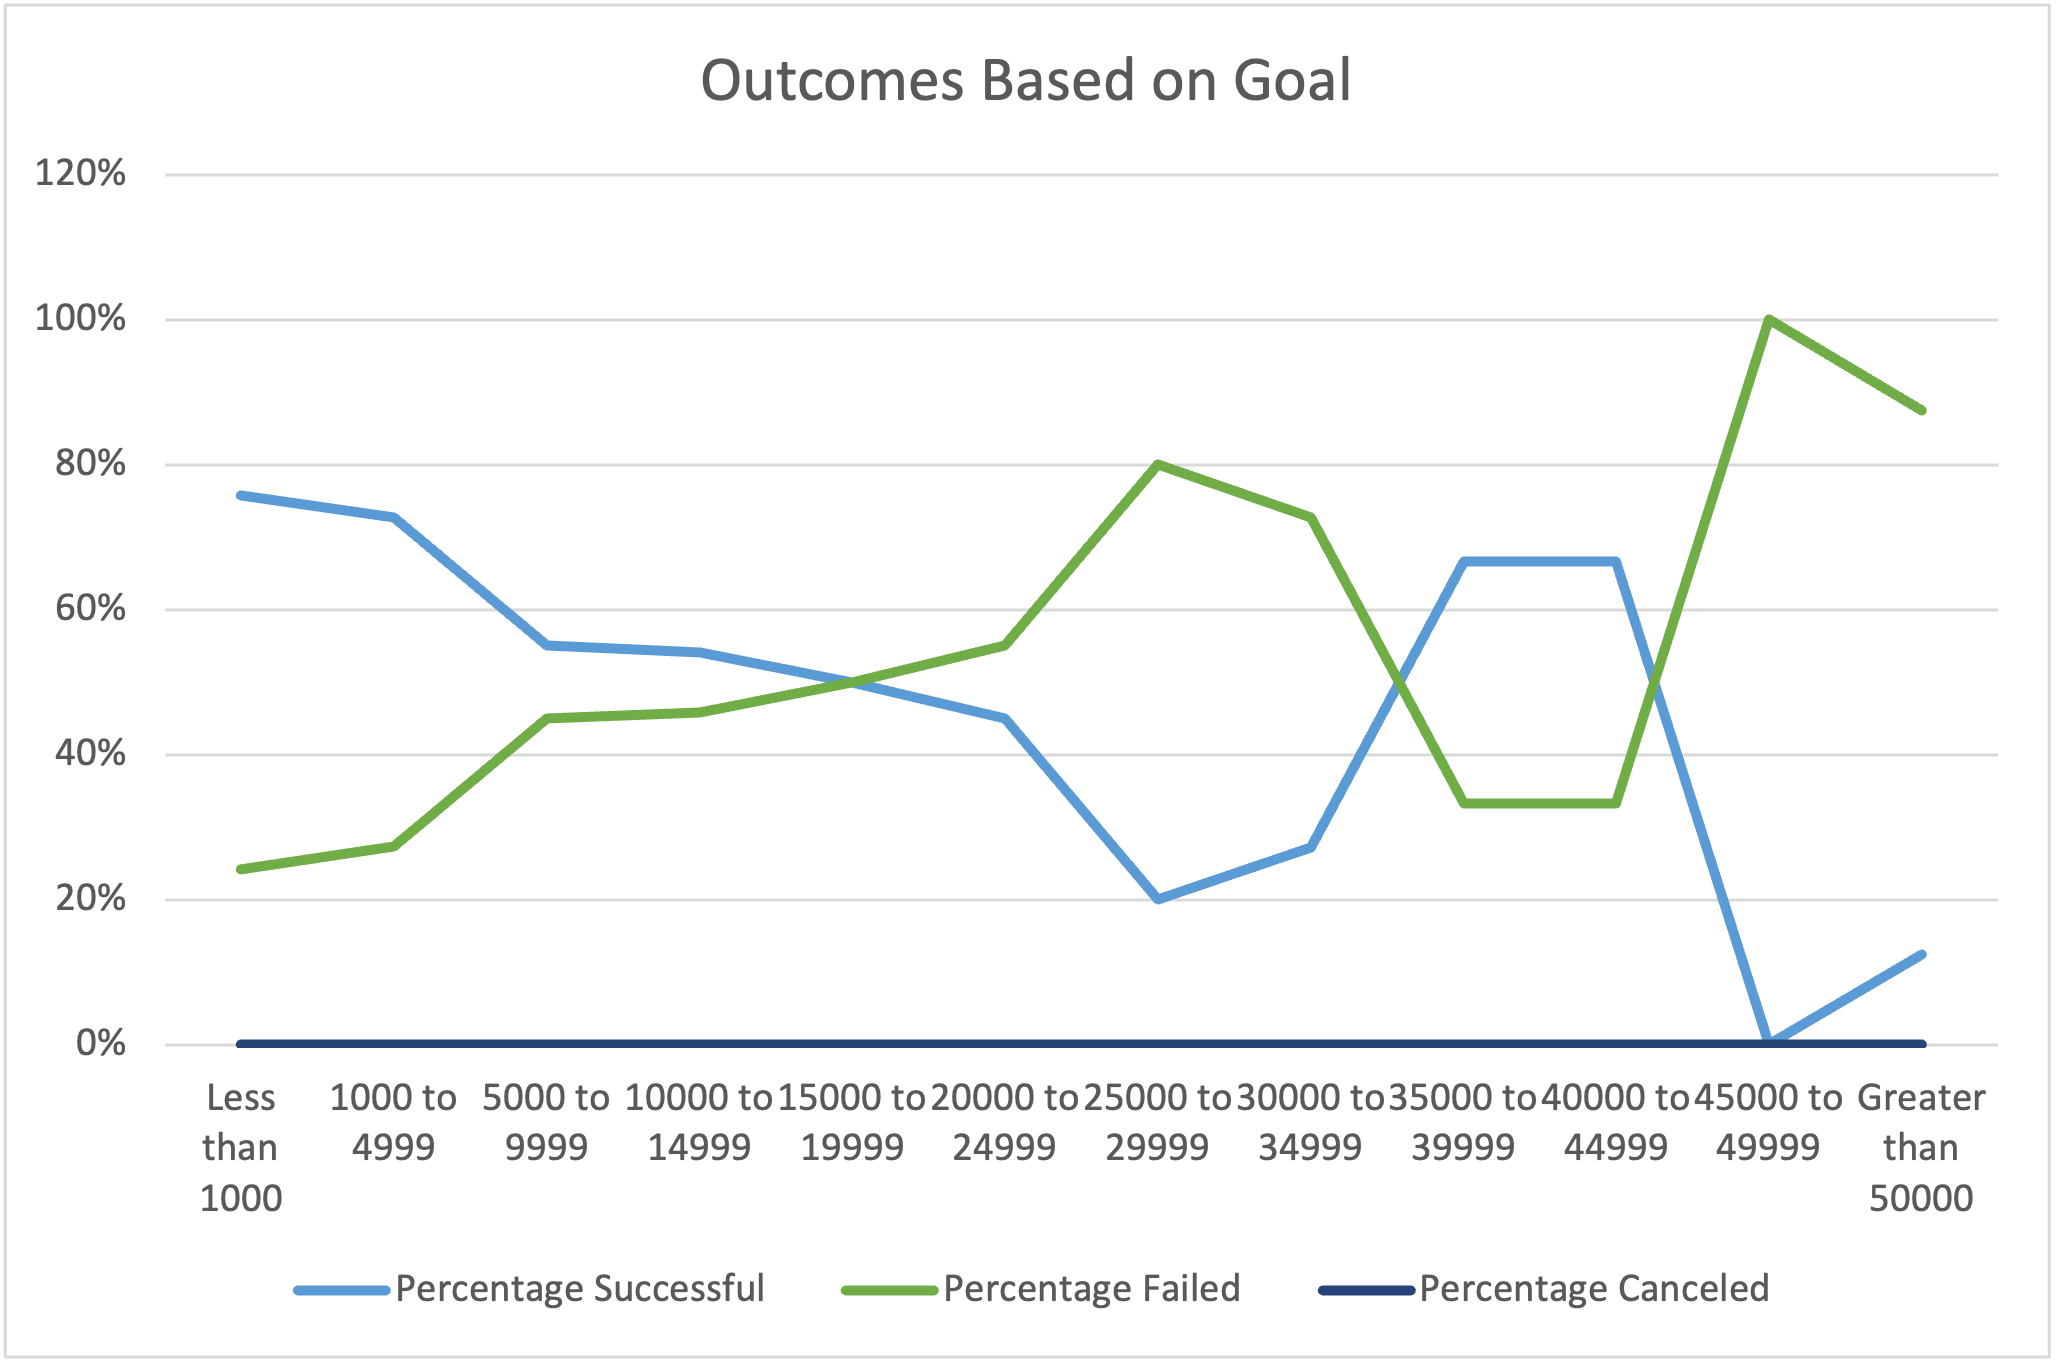 Outcomes Based on Goal
120%
100%
80%
60%
40%
20%
0%
Less than 1000
1000 to 4999
5000 to 9999
10000 to 14999
15000 to 19999
20000 to 24999
25000 to 29999
30000 to 34999
35000 to 39999
40000 to 44999
45000 to 49999
Greater than 50000
Percentage Successful
Percentage Failed
Percentage Canceled